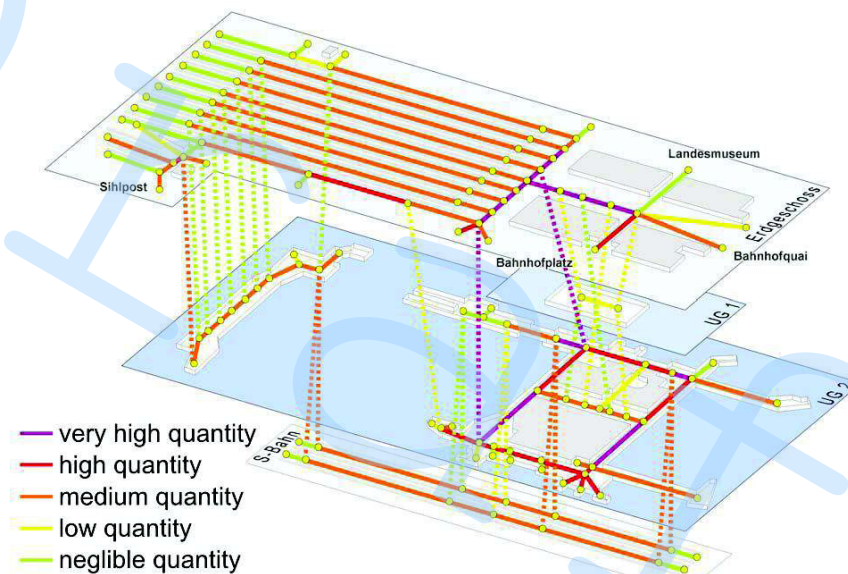 Landesmuseum
Sihlpost
Erdgeschoss
Bahnhofplatz
Bahnhofquai
UG 1
UG 2
S-Bahn
very high quantity
high quantity
medium quantity
low quantity
neglible quantity